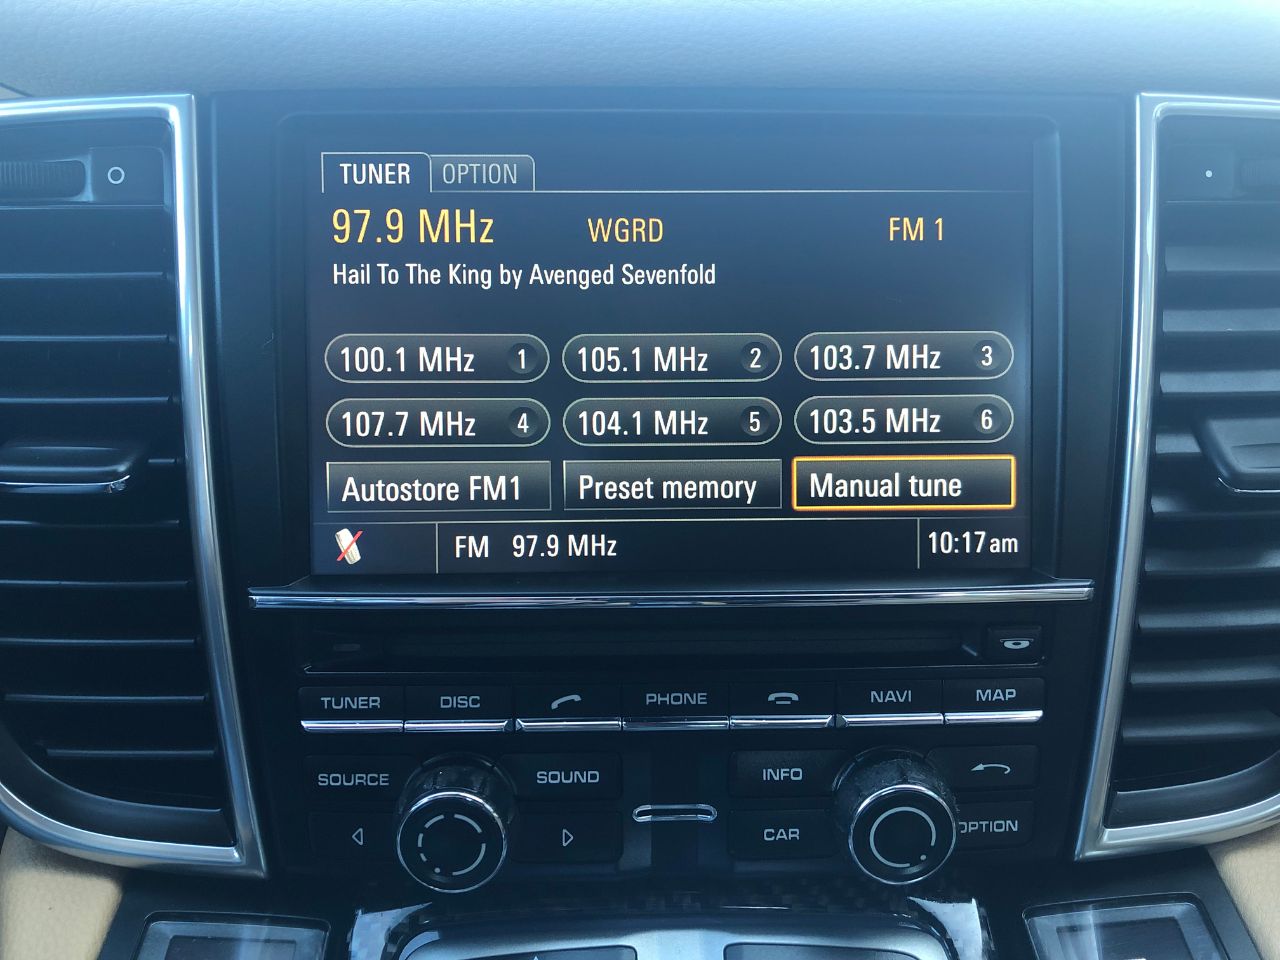 TUNER OPTION
97.9 MHz WGRD FM 1
Hail To The King by Avenged Sevenfold
100.1 MHz 1 105.1 MHz 2 103.7 MHz 3
107.7 MHz 4 104.1 MHz 5 103.5 MHz 6
Autostore FM1 Preset memory Manual tune
FM 97.9 MHz 10:17 am
TUNER DISC PHONE NAVI MAP
SOURCE SOUND INFO
CAR OPTION